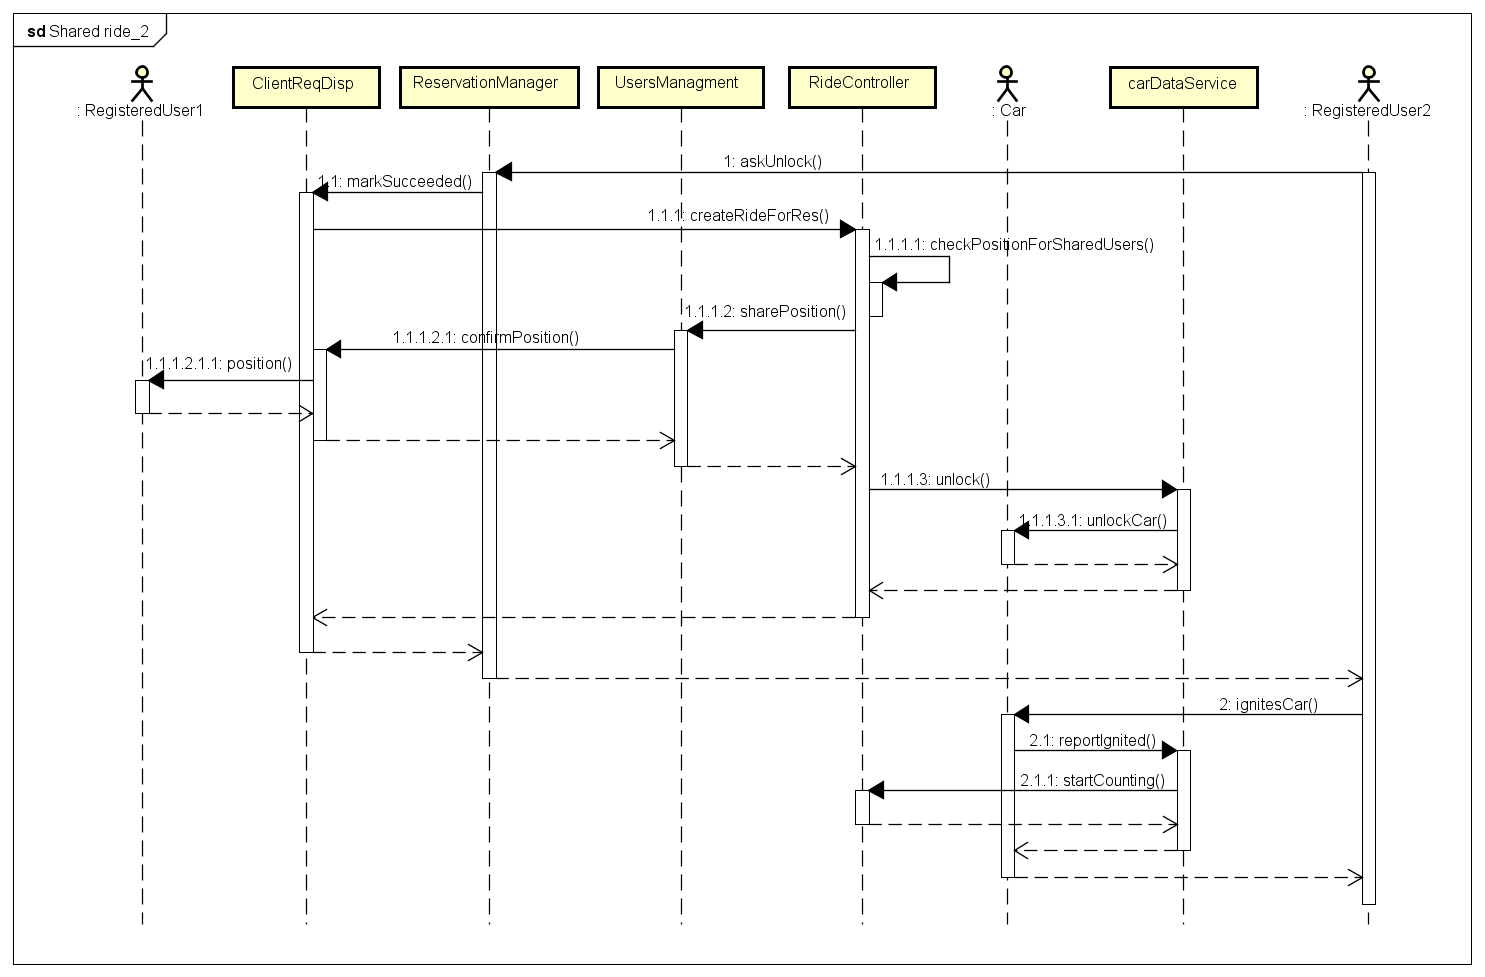 sd Shared ride_2
: RegisteredUser1
ClientReqDisp
ReservationManager
UsersManagment
RideController
: Car
carDataService
: RegisteredUser2
1: askUnlock()
1.1: markSucceeded()
1.1.1: createRideForRes()
1.1.1.1: checkPositionForSharedUsers()
1.1.1.2: sharePosition()
1.1.1.2.1: confirmPosition()
1.1.1.2.1.1: position()
1.1.1.3: unlock()
1.1.1.3.1: unlockCar()
2: ignitesCar()
2.1: reportIgnited()
2.1.1: startCounting()